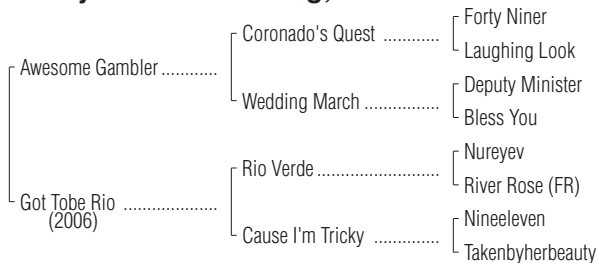 Forty Niner
Coronado's Quest ............
Laughing Look
Awesome Gambler ............
Deputy Minister
Wedding March ................
Bless You
Nureyev
Rio Verde .........................
River Rose (FR)
Got Tobe Rio ....................
(2006)
Nineeleven
Cause I'm Tricky ..............
Takenbyherbeauty